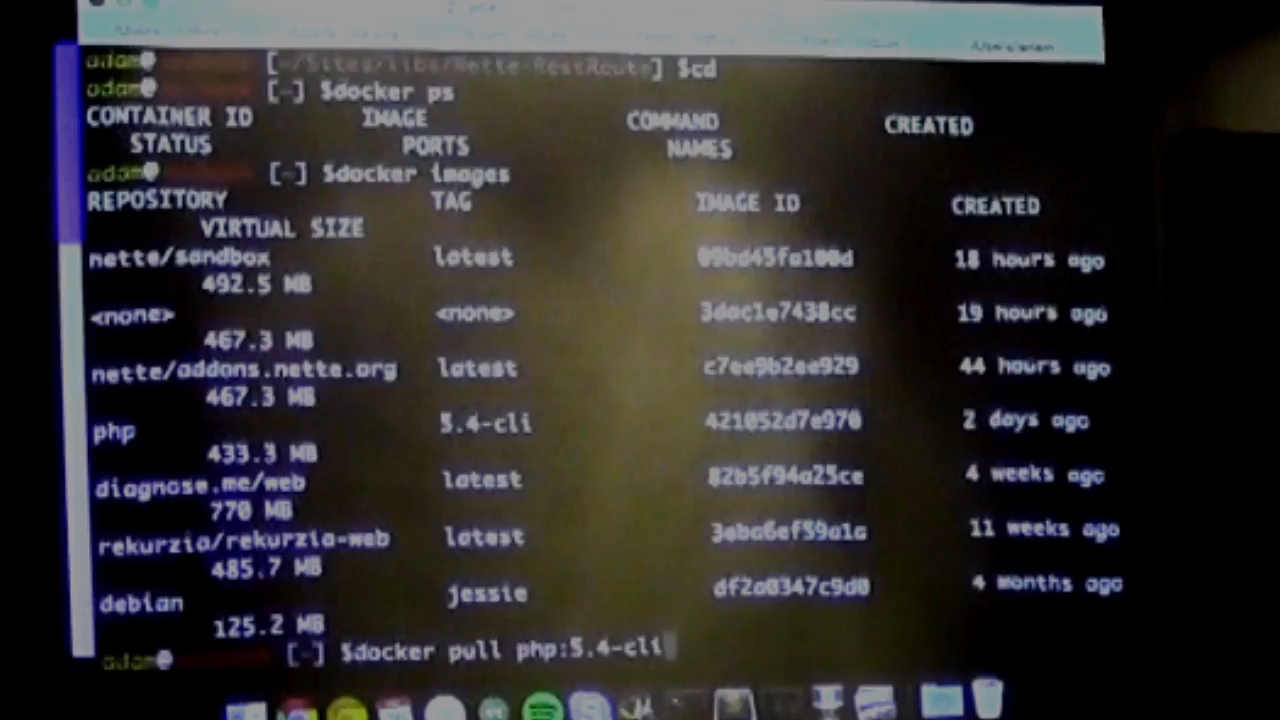 adam@ [~/Sites/libs/Nette-RestRoute] $cd
adam@ [~] $docker ps
CONTAINER ID IMAGE COMMAND CREATED
STATUS PORTS NAMES
adam@ [~] $docker images
REPOSITORY TAG IMAGE ID CREATED
VIRTUAL SIZE
nette/sandbox latest 09bd45fa100d 18 hours ago
492.5 MB
<none> <none> 3dac1e7438cc 19 hours ago
467.3 MB
nette/addons.nette.org latest c7ee9b2ee929 44 hours ago
467.3 MB
php 5.4-cli 421052d7e970 2 days ago
433.3 MB
diagnose.me/web latest 82b5f94a25ce 4 weeks ago
770 MB
rekurzia/rekurzia-web latest 3eba6ef59a1a 11 weeks ago
485.7 MB
debian jessie df2a0347c9d0 4 months ago
125.2 MB
adam@ [~] $docker pull php:5.4-cli